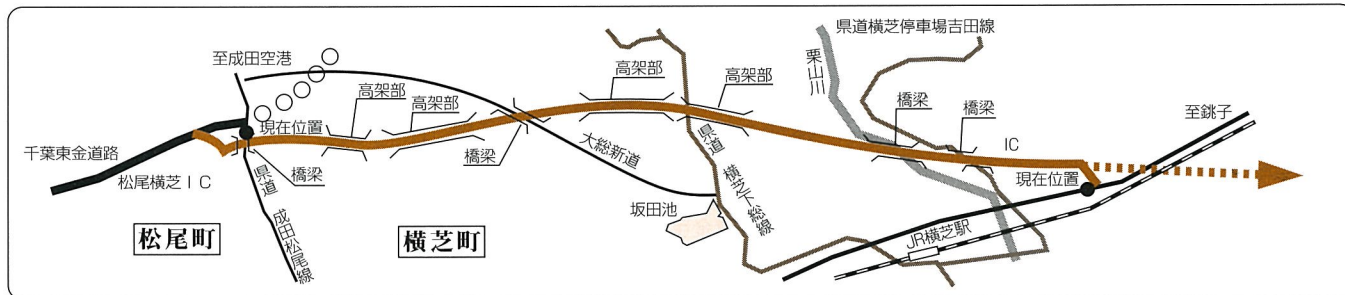 県道横芝停車場吉田線
至成田空港
栗山川
高架部
高架部
高架部
高架部
橋梁
橋梁
至銚子
現在位置
千葉東金道路
IC
橋梁
大総新道
県道
横芝下総線
橋梁
現在位置
松尾横芝IC
県道
成田松尾線
坂田池
松尾町
横芝町
JR横芝駅